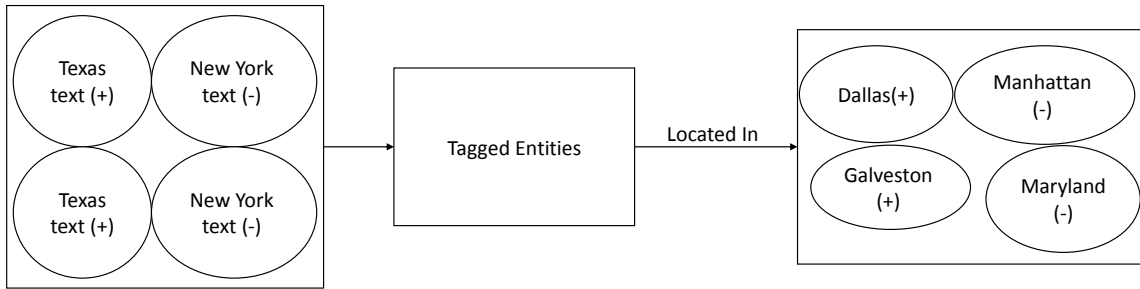 Texas
text (+)
New York
text (-)
Texas
text (+)
New York
text (-)
Tagged Entities
Located In
Dallas(+)
Manhattan
(-)
Galveston
(+)
Maryland
(-)